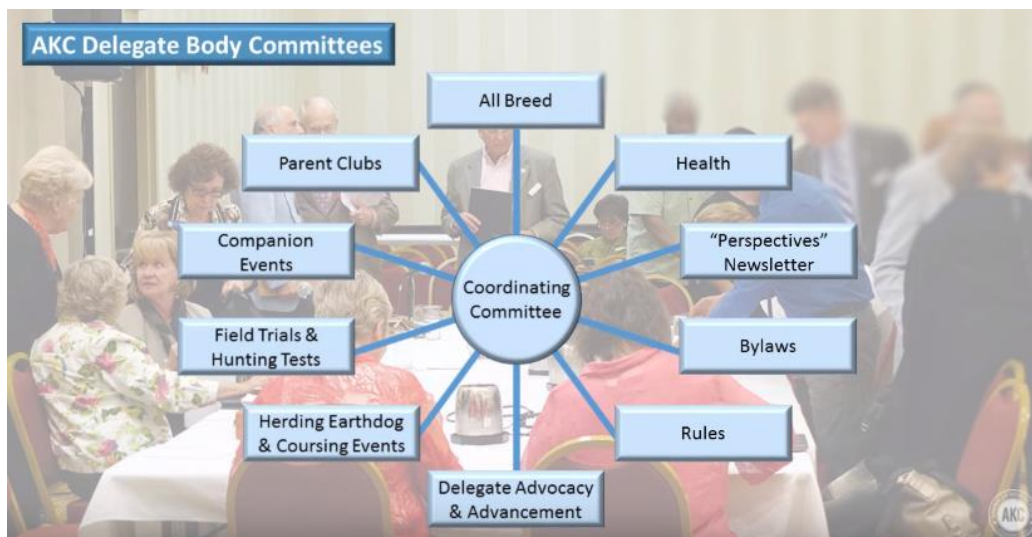 AKC Delegate Body Committees
All Breed
Parent Clubs
Health
Companion
Events
“Perspectives”
Newsletter
Coordinating
Committee
Field Trials &
Hunting Tests
Bylaws
Herding Earthdog
& Coursing Events
Rules
Delegate Advocacy
& Advancement
AKC